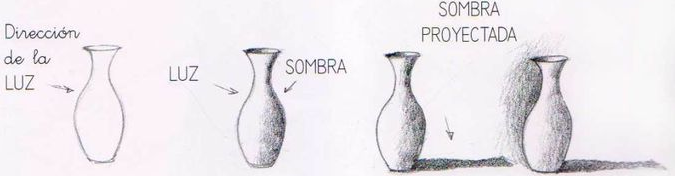 Dirección
de la
LUZ
LUZ
SOMBRA
SOMBRA
PROYECTADA